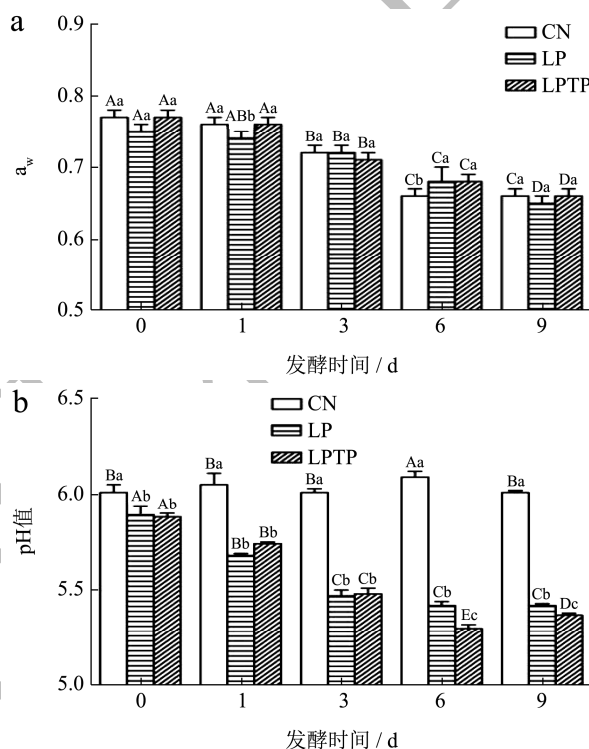 a
0.9
CN
LP
LPTP
0.8
Aa Aa Aa Aa ABb Aa
0.7
Ba Ba Ba Cb Ca Ca Ca Da Da
0.6
0.5
a_w
0 1 3 6 9
发酵时间 / d
b
6.5
CN
LP
LPTP
6.0
Ba Ab Ab Ba Bb Bb Ba Cb Cb Aa Cb Ec Ba Cb Dc
5.5
5.0
pH值
0 1 3 6 9
发酵时间 / d